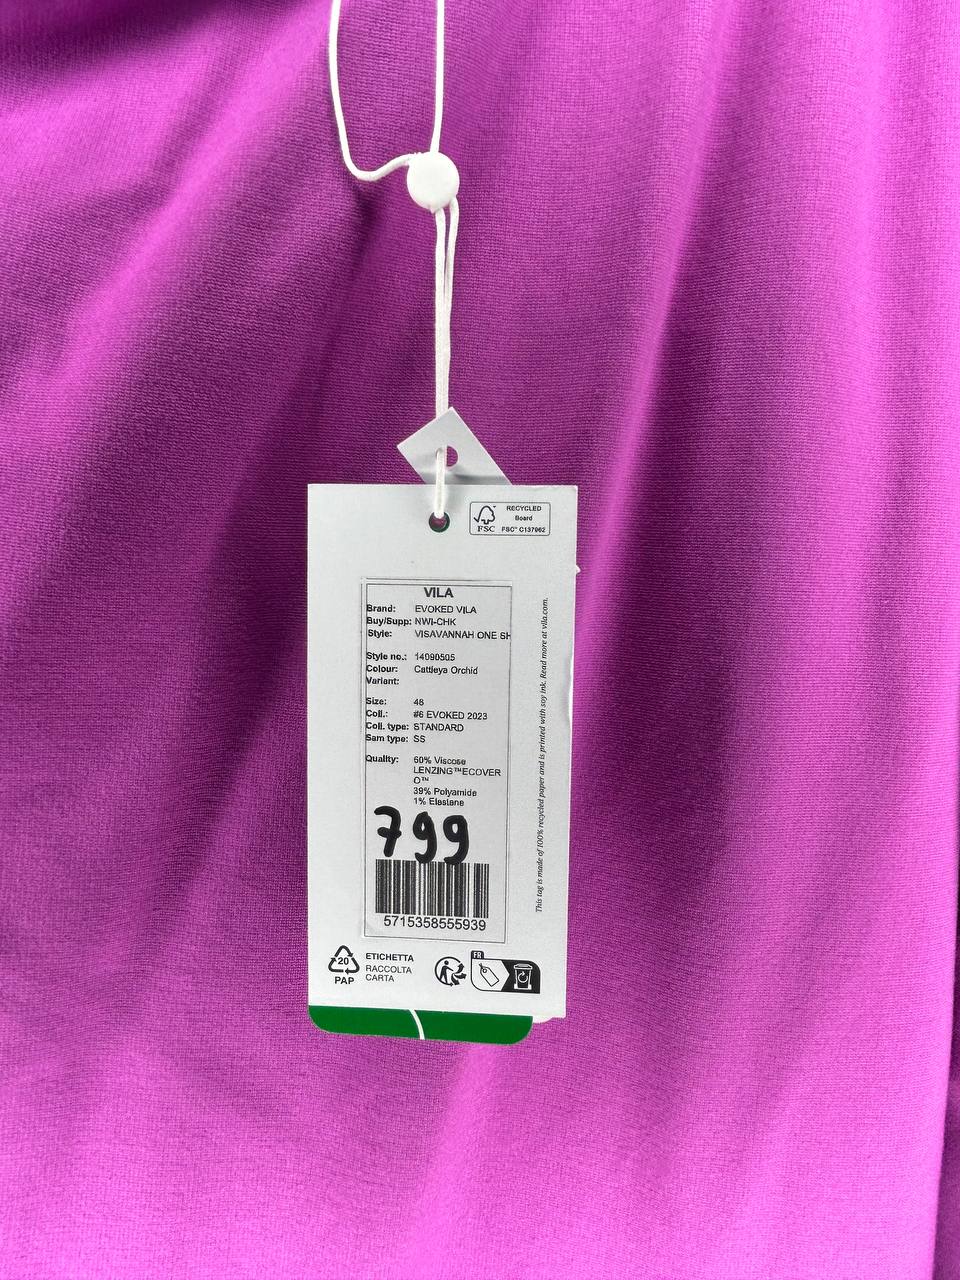 RECYCLED
Board
FSC
FSC® C137962
VILA
Brand: EVOKED VILA
Buy/Supp: NWI-CHK
Style: VISAVANNAH ONE SH
Style no.: 14090505
Colour: Cattleya Orchid
Variant:
Size: 48
Coll.: #6 EVOKED 2023
Coll. type: STANDARD
Sam type: SS
Quality: 60% Viscose
LENZING™ECOVER
O™
39% Polyamide
1% Elastane
799
5715358555939
This tag is made of 100% recycled paper and is printed with soy ink. Read more at vila.com.
20
PAP
ETICHETTA
RACCOLTA
CARTA
FR